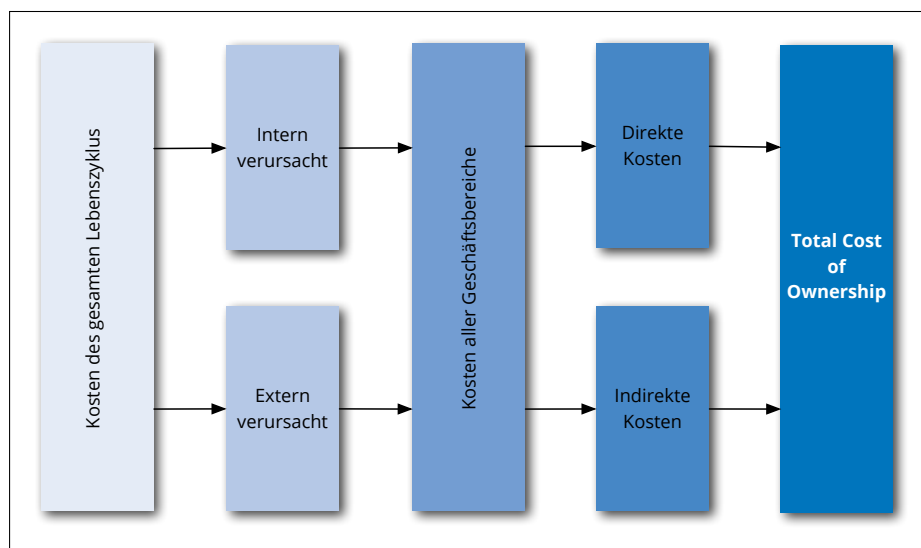 Kosten des gesamten Lebenszyklus
Intern
verursacht
Extern
verursacht
Kosten aller Geschäftsbereiche
Direkte
Kosten
Indirekte
Kosten
Total Cost
of
Ownership